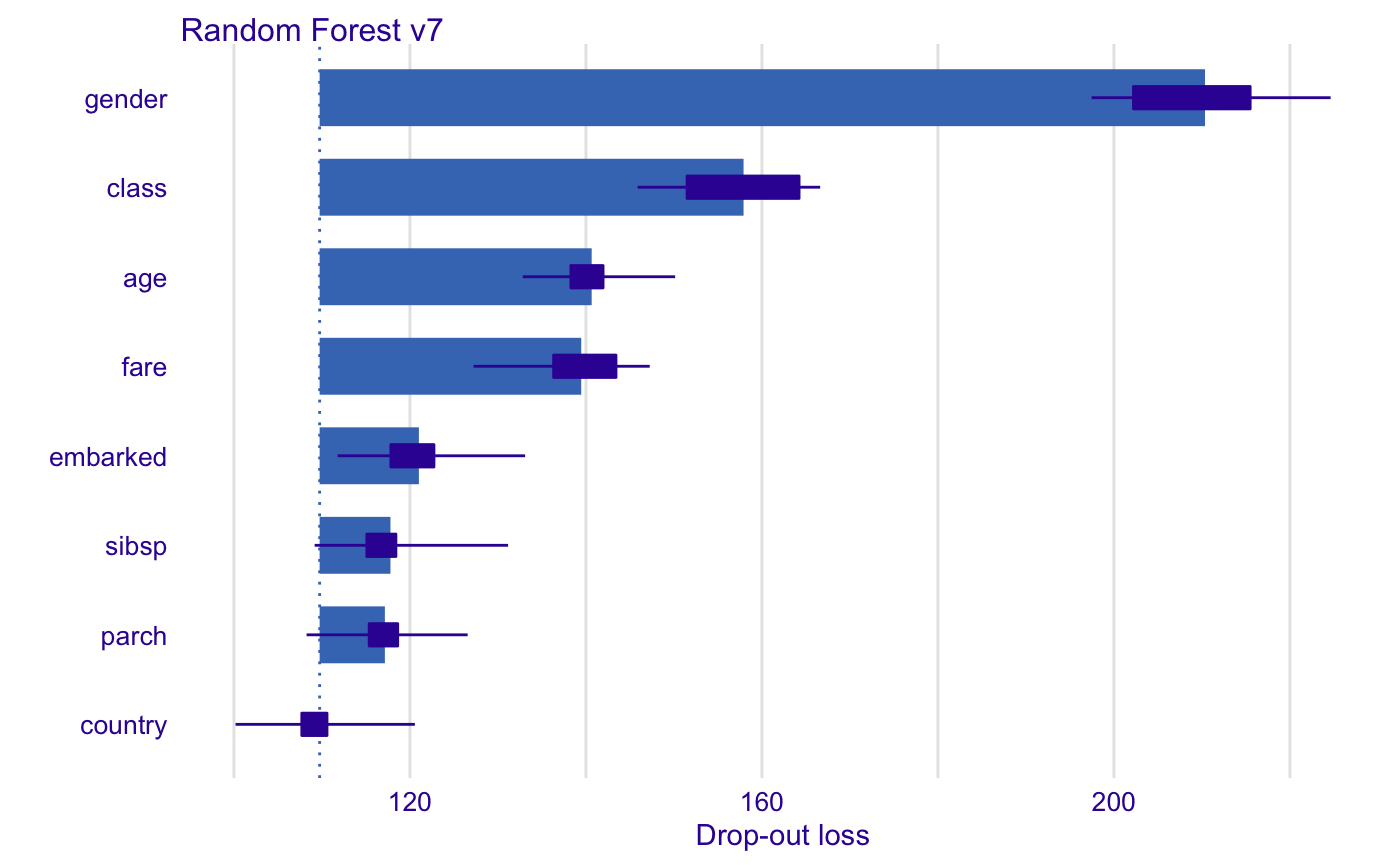 Random Forest v7
gender
class
age
fare
embarked
sibsp
parch
country
120 160 200
Drop-out loss